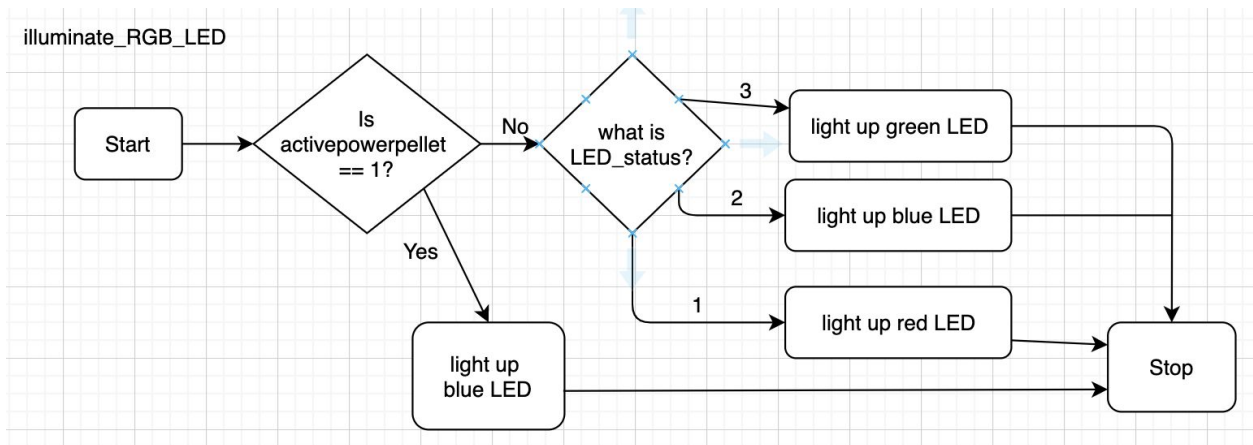 illuminate_RGB_LED
Start
Is
activepowerpellet
== 1?
No
Yes
what is
LED_status?
3
light up green LED
2
light up blue LED
1
light up red LED
light up
blue LED
Stop